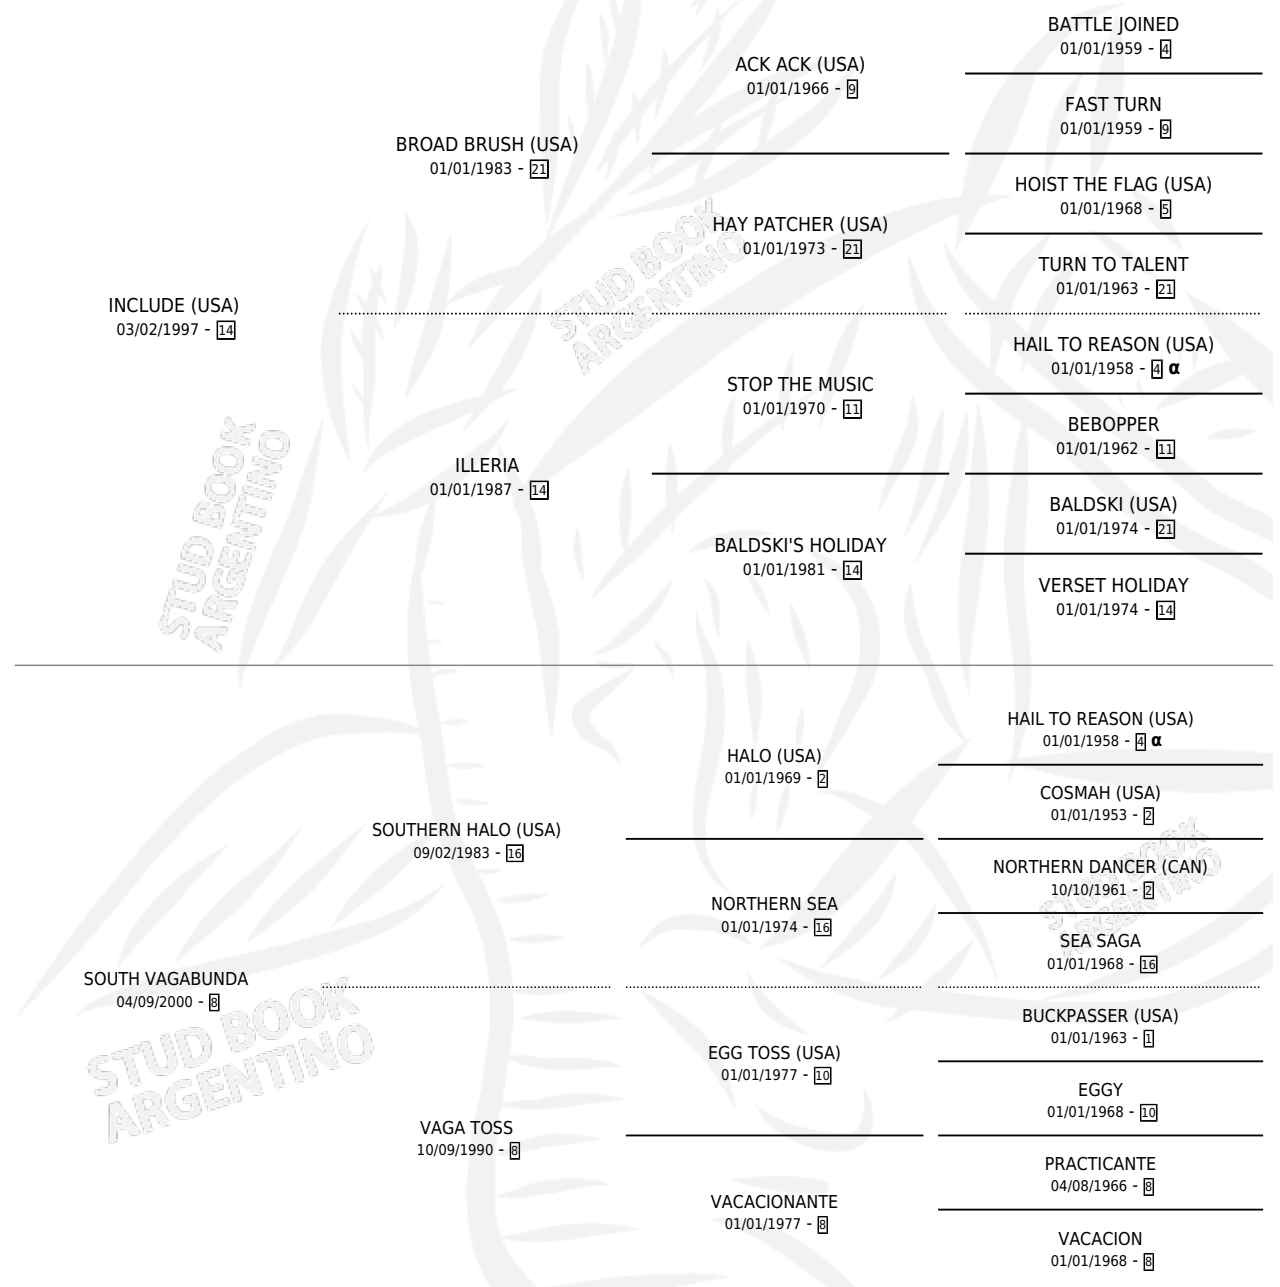 BATTLE JOINED
01/01/1959 - 4
ACK ACK (USA)
01/01/1966 - 9
FAST TURN
01/01/1959 - 9
BROAD BRUSH (USA)
01/01/1983 - 21
HOIST THE FLAG (USA)
01/01/1968 - 5
HAY PATCHER (USA)
01/01/1973 - 21
TURN TO TALENT
01/01/1963 - 21
INCLUDE (USA)
03/02/1997 - 14
HAIL TO REASON (USA)
01/01/1958 - 4 α
STOP THE MUSIC
01/01/1970 - 11
BEBOPPER
01/01/1962 - 11
ILLERIA
01/01/1987 - 14
BALDSKI (USA)
01/01/1974 - 21
BALDSKI'S HOLIDAY
01/01/1981 - 14
VERSET HOLIDAY
01/01/1974 - 14
STUD BOOK
ARGENTINO
STUD BOOK
ARGENTINO
HAIL TO REASON (USA)
01/01/1958 - 4 α
HALO (USA)
01/01/1969 - 2
COSMAH (USA)
01/01/1953 - 2
SOUTHERN HALO (USA)
09/02/1983 - 16
NORTHERN DANCER (CAN)
10/10/1961 - 2
NORTHERN SEA
01/01/1974 - 16
SEA SAGA
01/01/1968 - 16
SOUTH VAGABUNDA
04/09/2000 - 8
BUCKPASSER (USA)
01/01/1963 - 1
EGG TOSS (USA)
01/01/1977 - 10
EGGY
01/01/1968 - 10
VAGA TOSS
10/09/1990 - 8
PRACTICANTE
04/08/1966 - 8
VACACIONANTE
01/01/1977 - 8
VACACION
01/01/1968 - 8
STUD BOOK
ARGENTINO
STUD BOOK
ARGENTINO